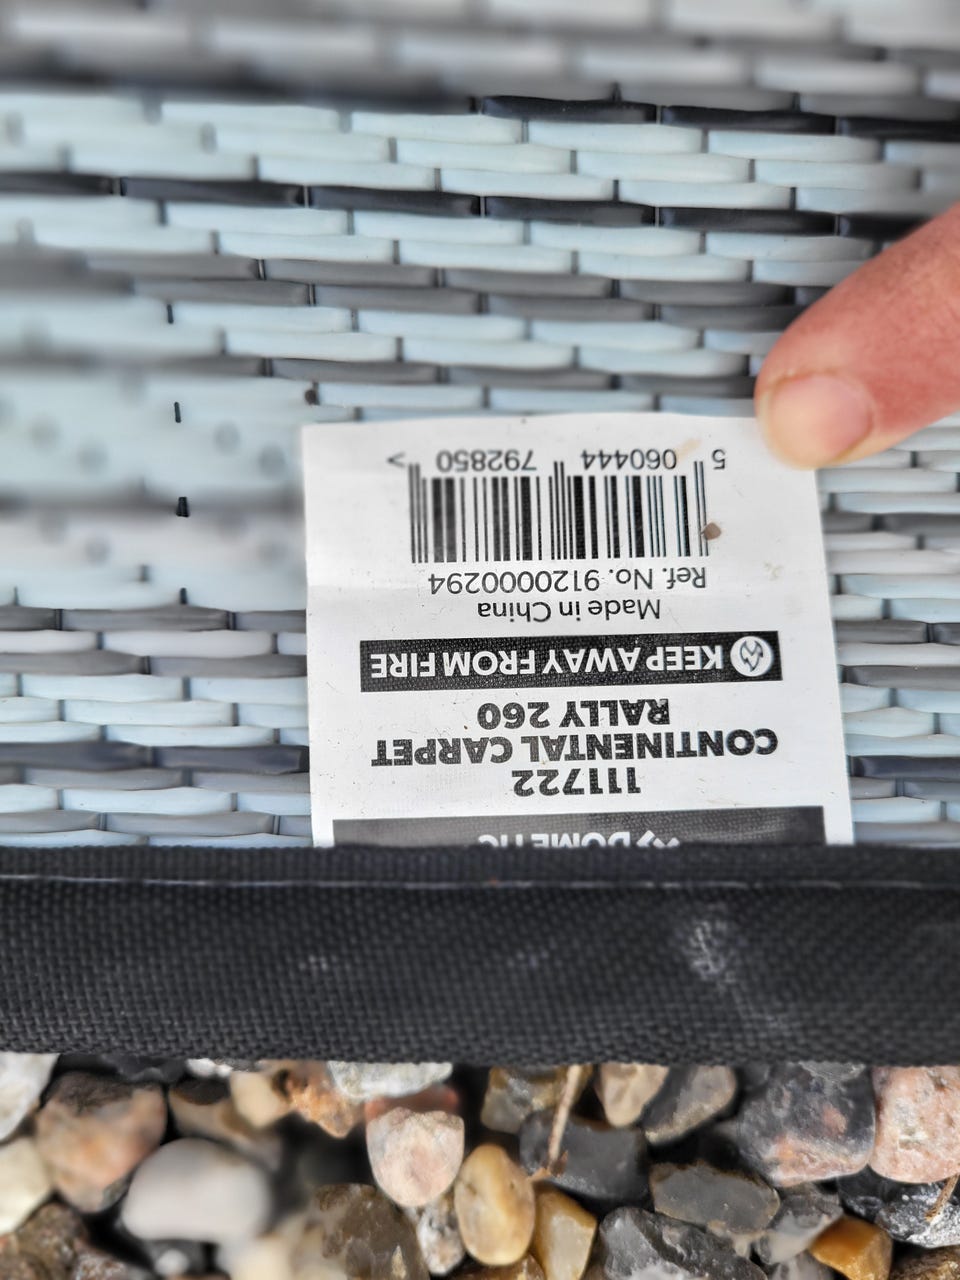 DOMETIC
111722
CONTINENTAL CARPET
RALLY 260
KEEP AWAY FROM FIRE
Made in China
Ref. No. 9120000294
5 060444 792850 >